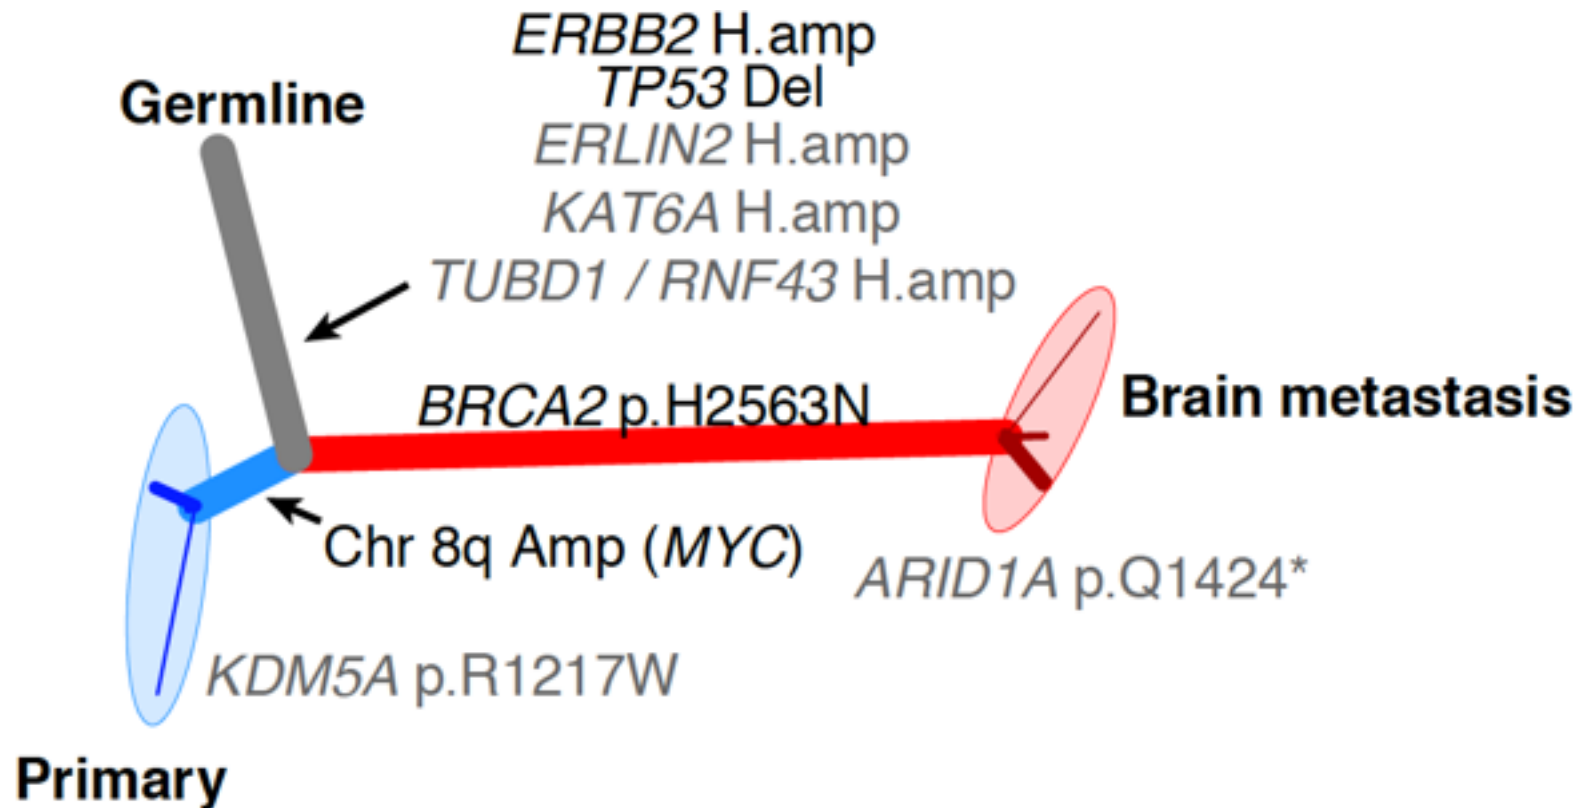 ERBB2 H.amp
TP53 Del
Germline
ERLIN2 H.amp
KAT6A H.amp
TUBD1 / RNF43 H.amp
BRCA2 p.H2563N
Brain metastasis
Chr 8q Amp (MYC)
ARID1A p.Q1424*
KDM5A p.R1217W
Primary